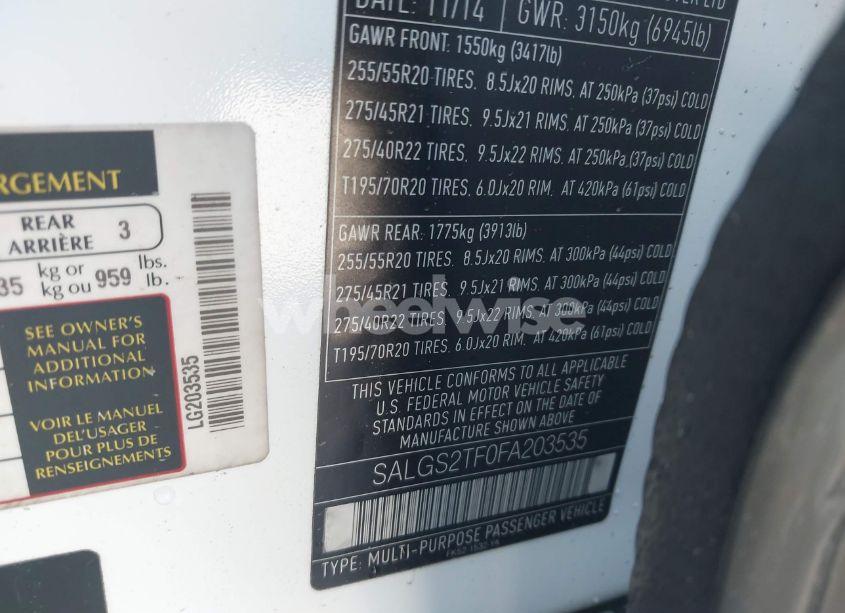 RGEMENT
REAR
ARRIÈRE 3
35 kg or 959 lbs.
kg ou lb.
SEE OWNER'S
MANUAL FOR
ADDITIONAL
INFORMATION
VOIR LE MANUEL
DEL'USAGER
POUR PLUS DE
RENSEIGNEMENTS
LG203535
DATE: 11/14 GWR: 3150kg (6945lb)
GAWR FRONT: 1550kg (3417lb)
255/55R20 TIRES. 8.5Jx20 RIMS. AT 250kPa (37psi) COLD
275/45R21 TIRES. 9.5Jx21 RIMS. AT 250kPa (37psi) COLD
275/40R22 TIRES. 9.5Jx22 RIMS. AT 250kPa (37psi) COLD
T195/70R20 TIRES. 6.0Jx20 RIM. AT 420kPa (61psi) COLD
GAWR REAR: 1775kg (3913lb)
255/55R20 TIRES. 8.5Jx20 RIMS. AT 300kPa (44psi) COLD
275/45R21 TIRES. 9.5Jx21 RIMS. AT 300kPa (44psi) COLD
275/40R22 TIRES. 9.5Jx22 RIMS. AT 300kPa (44psi) COLD
T195/70R20 TIRES. 6.0Jx20 RIM. AT 420kPa (61psi) COLD
THIS VEHICLE CONFORMS TO ALL APPLICABLE
U.S. FEDERAL MOTOR VEHICLE SAFETY
STANDARDS IN EFFECT ON THE DATE OF
MANUFACTURE SHOWN ABOVE
SALGS2TF0FA203535
TYPE: MULTI-PURPOSE PASSENGER VEHICLE
wheelwise